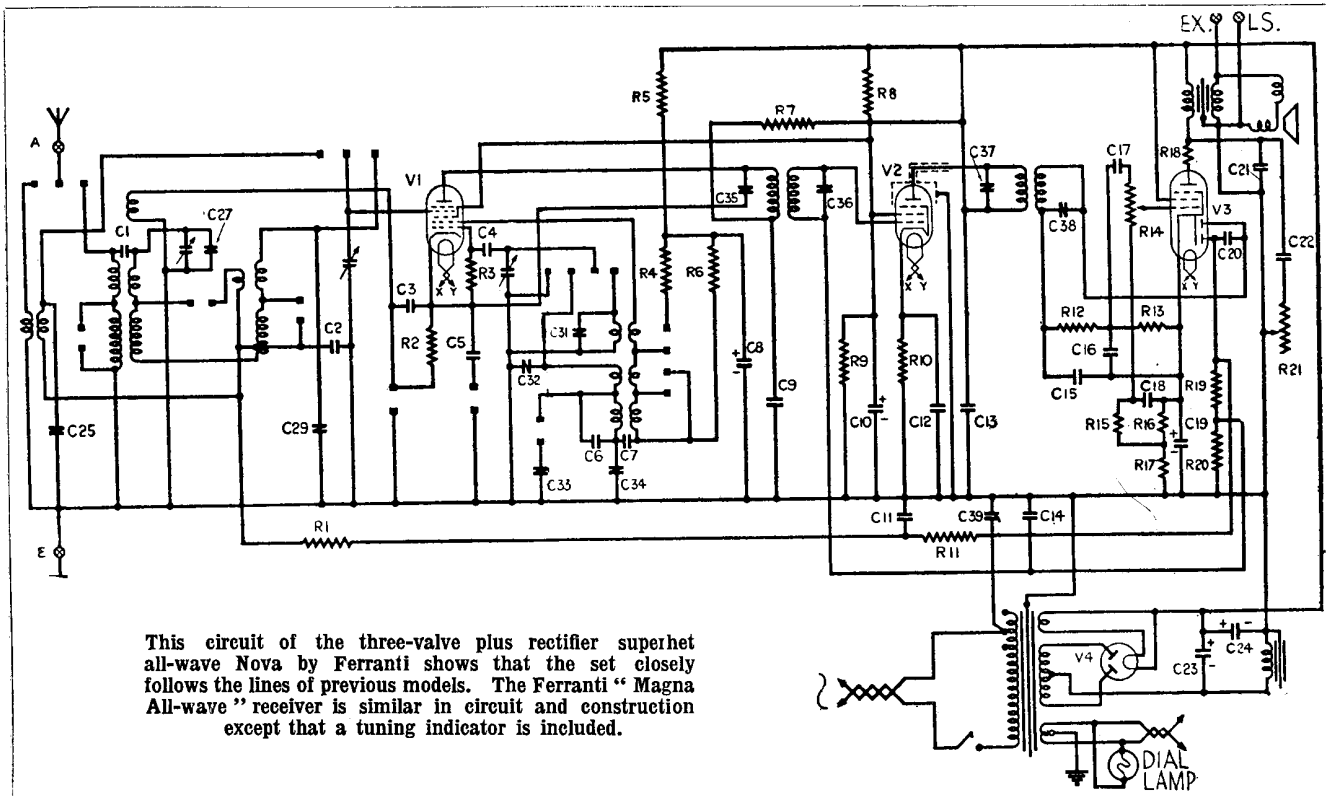 EX. LS.
A
C1
C27
C2
C25
C29
R1
E
V1
C3
R2
C4
R3
C5
C31
C32
C33
C6
C7
C34
R4
R5
R6
R7
R8
C8
C35
C9
C36
V2
R9
C10
R10
C12
C11
R11
C13
C37
C38
C39
C14
R12
R13
C15
C16
C17
R14
R15
C18
R16
R17
R18
V3
C20
R19
C19
R20
C21
C22
R21
X Y
X Y
X Y
V4
C23
C24
DIAL
LAMP
This circuit of the three-valve plus rectifier superhet
all-wave Nova by Ferranti shows that the set closely
follows the lines of previous models. The Ferranti “ Magna
All-wave ” receiver is similar in circuit and construction
except that a tuning indicator is included.